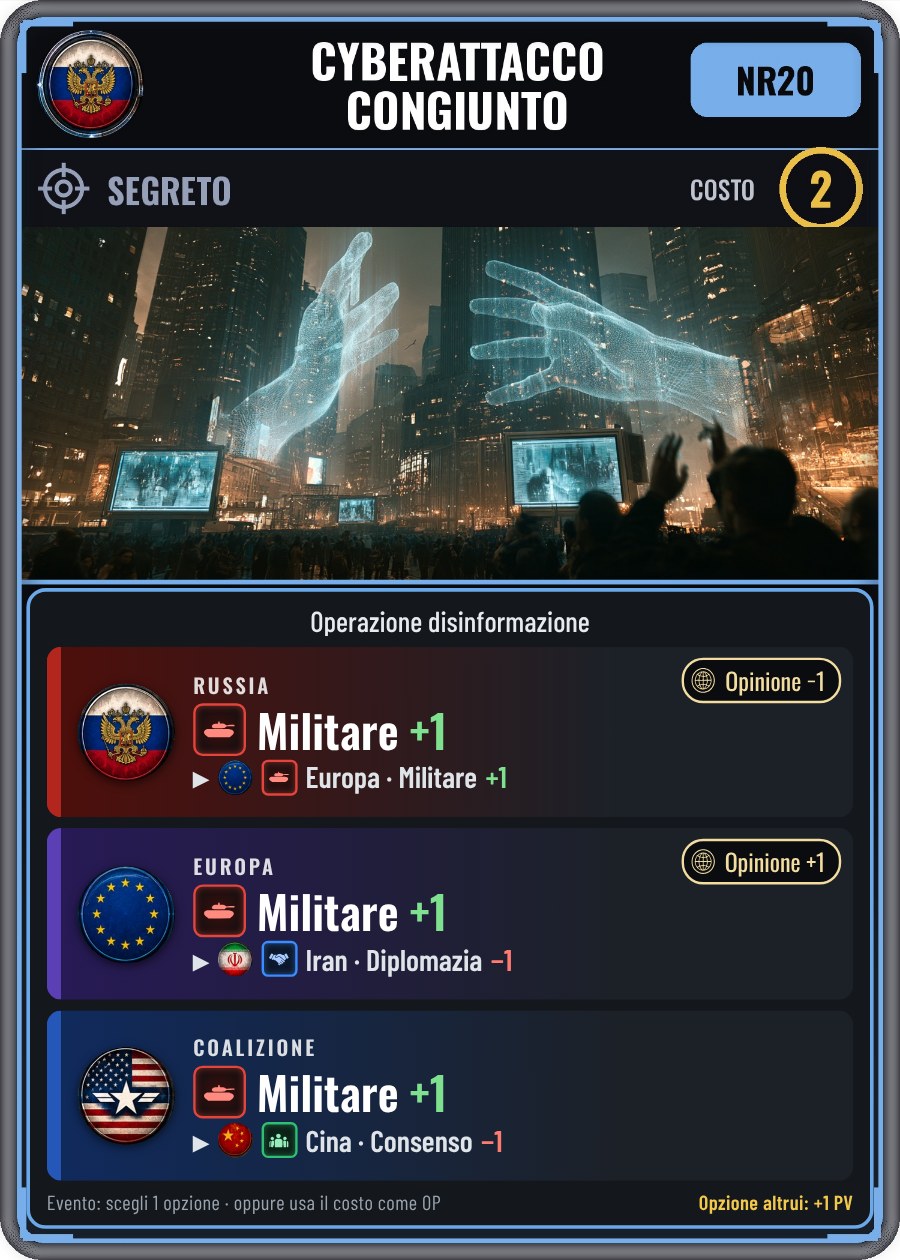 CYBERATTACCO
CONGIUNTO
NR20
SEGRETO
COSTO 2
Operazione disinformazione
RUSSIA
Opinione −1
Militare +1
▶ Europa · Militare +1
EUROPA
Opinione +1
Militare +1
▶ Iran · Diplomazia −1
COALIZIONE
Militare +1
▶ Cina · Consenso −1
Evento: scegli 1 opzione · oppure usa il costo come OP
Opzione altrui: +1 PV